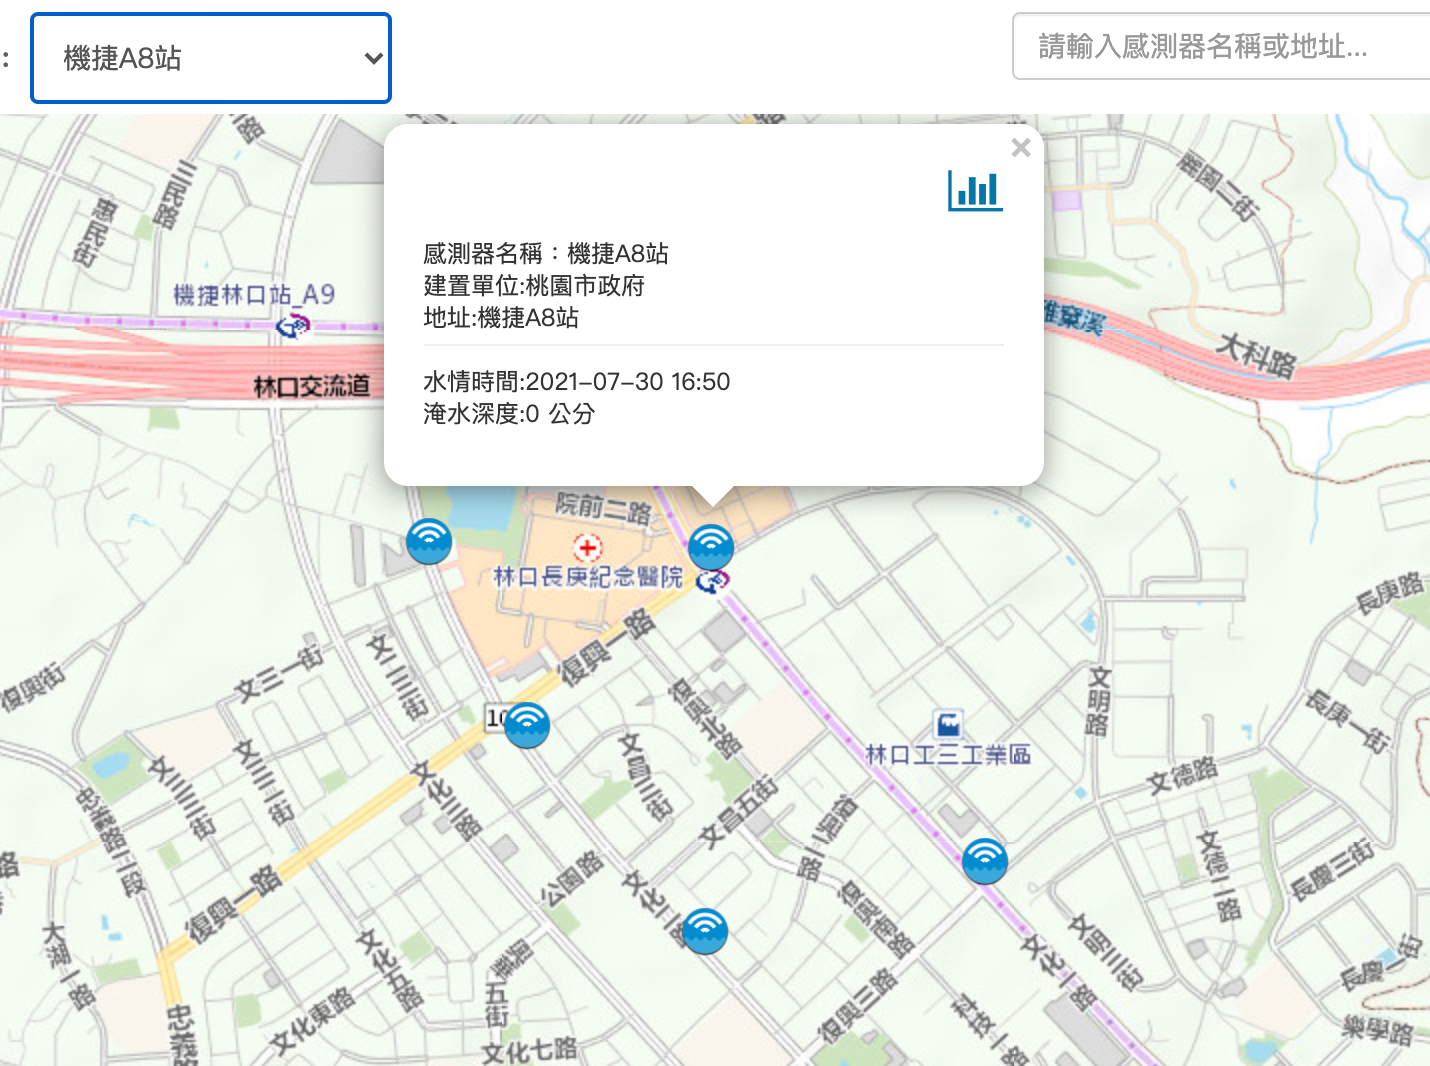 :
機捷A8站
請輸入感測器名稱或地址...
感測器名稱：機捷A8站
建置單位:桃園市政府
地址:機捷A8站
水情時間:2021-07-30 16:50
淹水深度:0 公分
三民路
惠民街
麗園二街
機捷林口站_A9
大科路
林口交流道
院前二路
林口長庚紀念醫院
復興一路
長庚路
文三一街
文二三街
復興街
文明路
復興北路
長庚一街
10
林口工三工業區
文昌三街
文三三街
文化三路
文德路
文昌五街
忠義路二段
公園路
文德二路
長慶三街
復興一路
文化二路
復興南路
文明三街
大湖一路
文化五路
文化一路
長慶一街
文化東路
復興三路
科技一路
樂學路
忠義路
文化七路